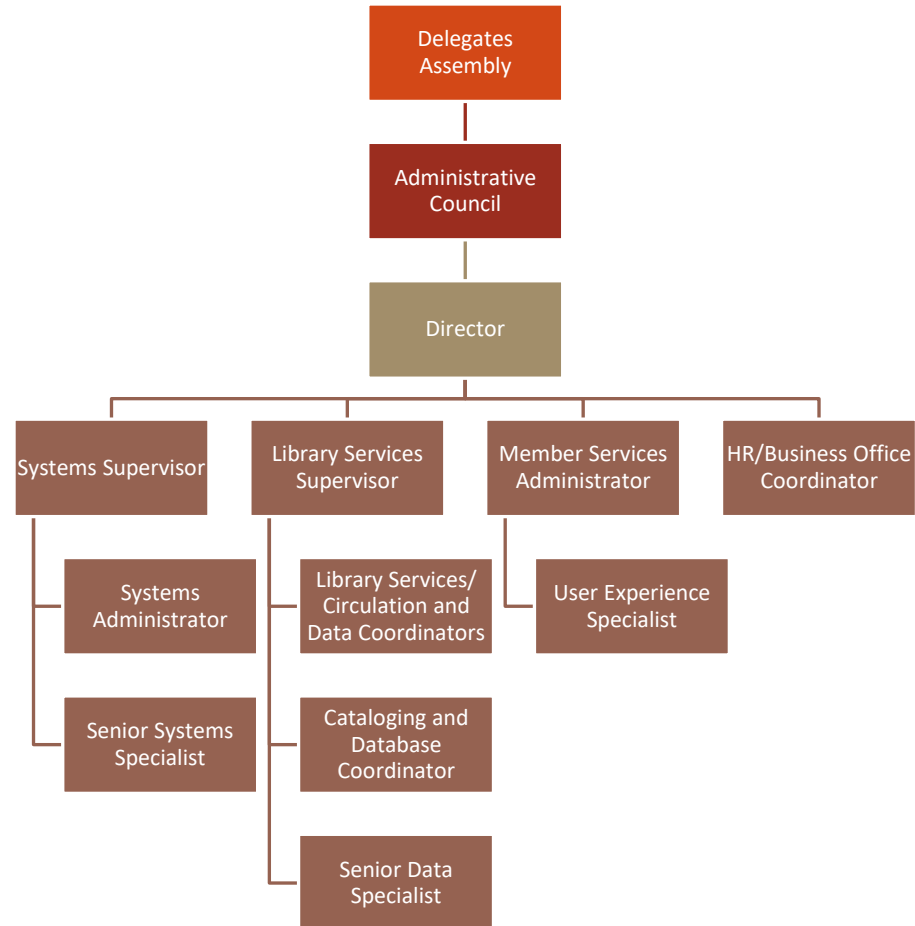 Delegates
Assembly
Administrative
Council
Director
Systems Supervisor
Library Services
Supervisor
Member Services
Administrator
HR/Business Office
Coordinator
Systems
Administrator
Library Services/
Circulation and
Data Coordinators
User Experience
Specialist
Senior Systems
Specialist
Cataloging and
Database
Coordinator
Senior Data
Specialist